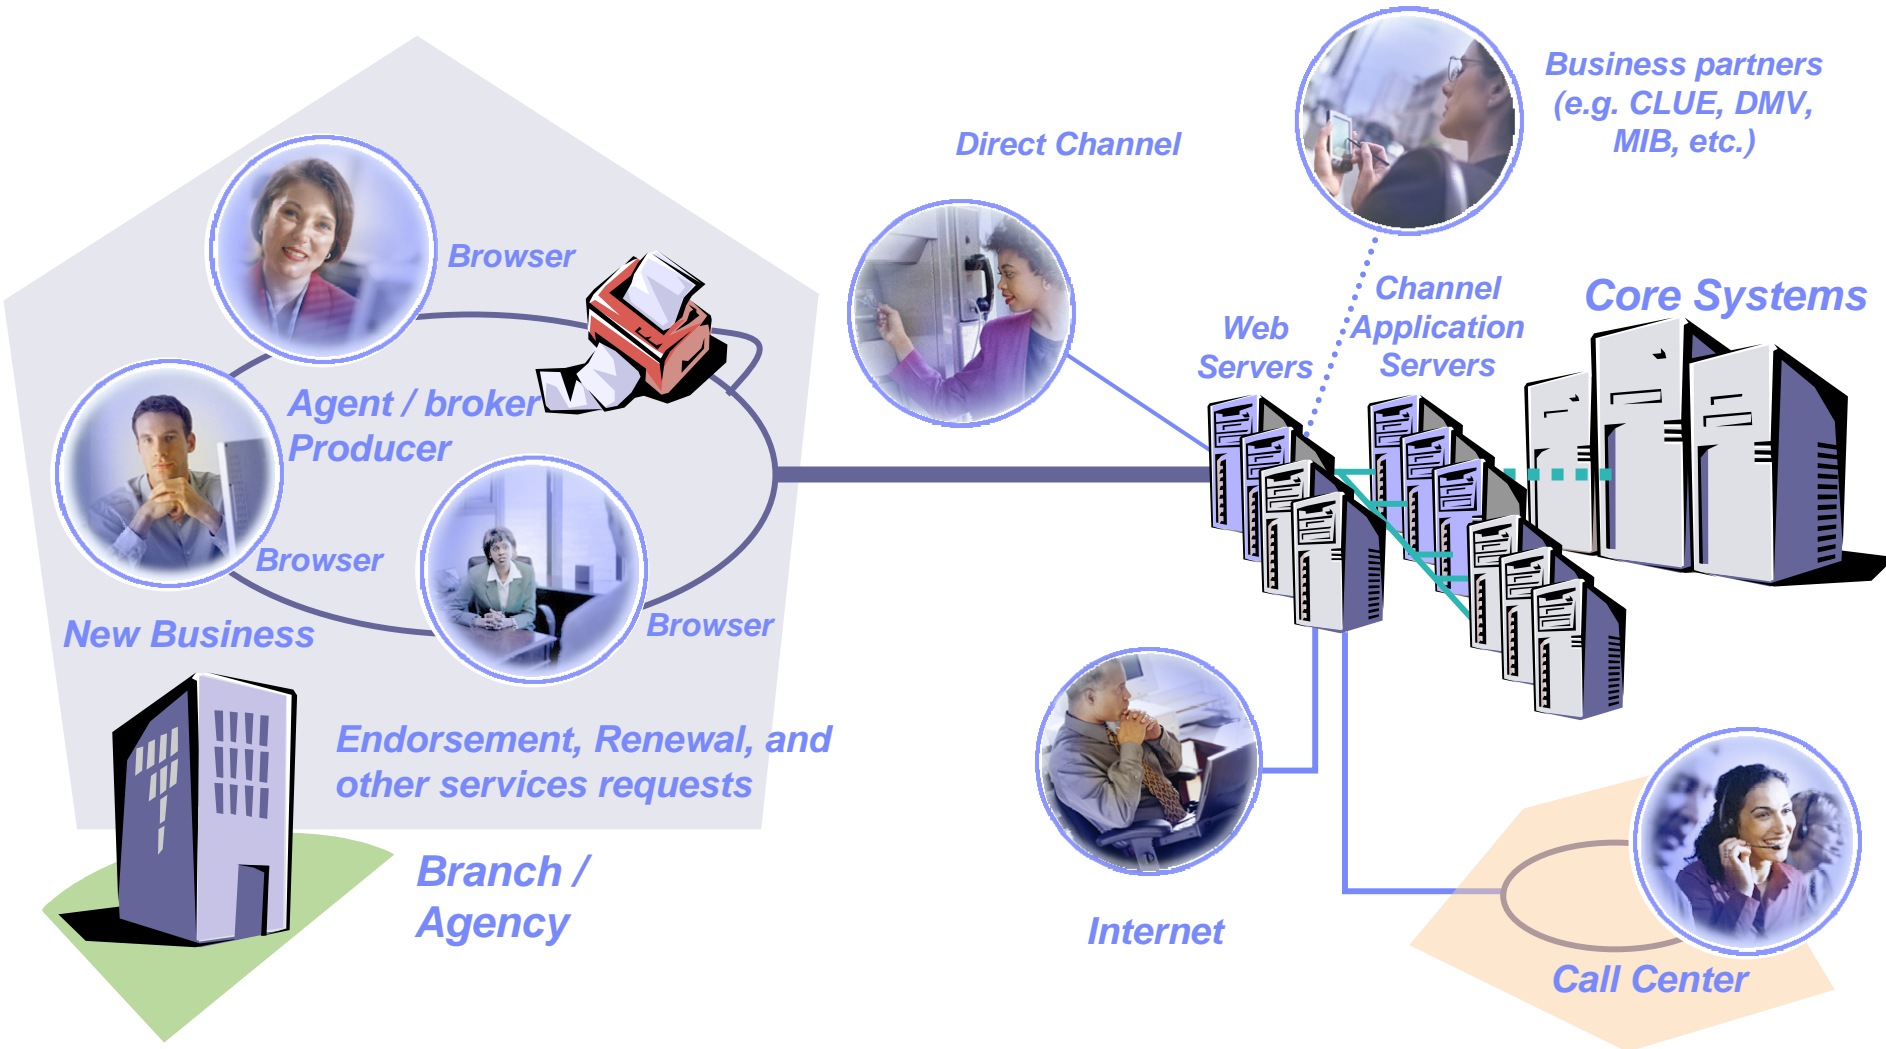 Business partners
(e.g. CLUE, DMV,
MIB, etc.)
Direct Channel
Browser
Channel
Application
Servers
Core Systems
Web
Servers
Agent / broker
Producer
Browser
New Business
Browser
Endorsement, Renewal, and
other services requests
Branch /
Agency
Internet
Call Center